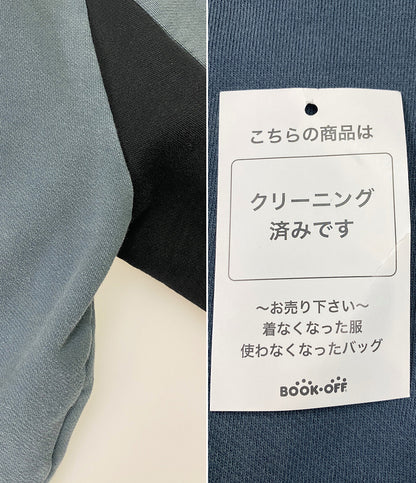 こちらの商品は
クリーニング
済みです
～お売り下さい～
着なくなった服
使わなくなったバッグ
BOOK・OFF